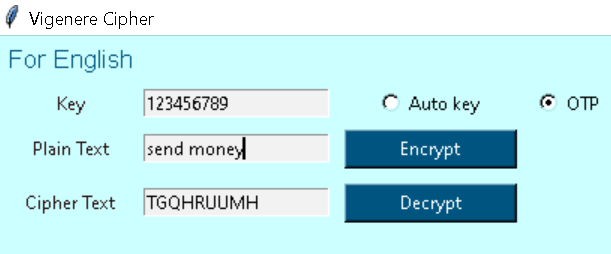 Vigenere Cipher
For English
Key 123456789 Auto key OTP
Plain Text send money Encrypt
Cipher Text TGQHRUUMH Decrypt